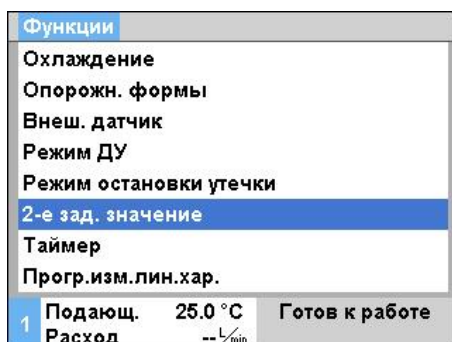 Функции
Охлаждение
Опорожн. формы
Внеш. датчик
Режим ДУ
Режим остановки утечки
2-е зад. значение
Таймер
Прогр.изм.лин.хар.
1 Подающ. 25.0 °C Готов к работе
Расход -- L/min